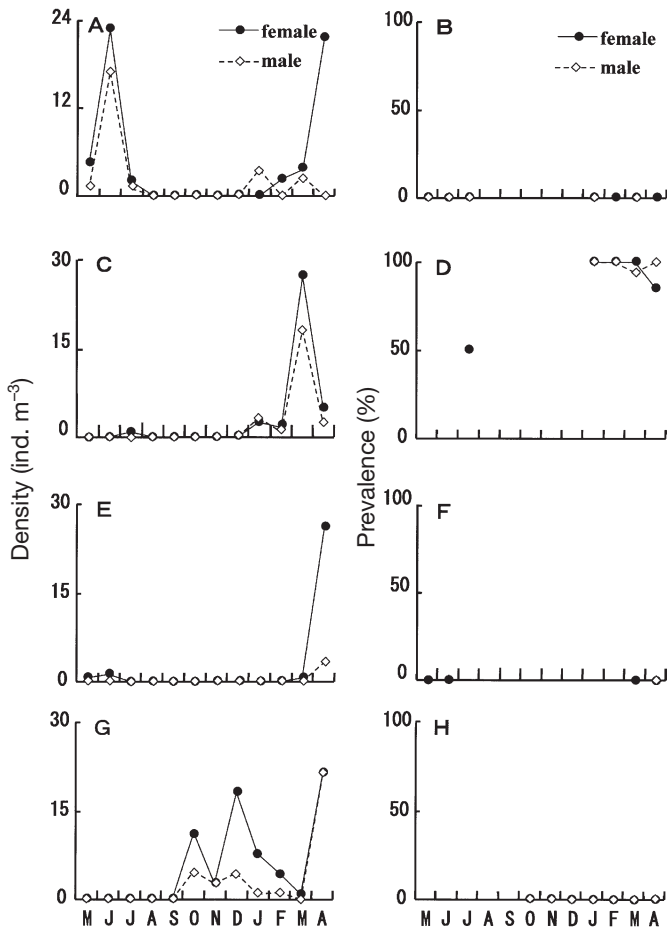 24 A female
male
12
0
100 B female
male
50
0
30 C
15
0
100 D
50
0
30 E
15
0
100 F
50
0
30 G
15
0
M J J A S O N D J F M A
100 H
50
0
M J J A S O N D J F M A
Density (ind. m⁻³)
Prevalence (%)